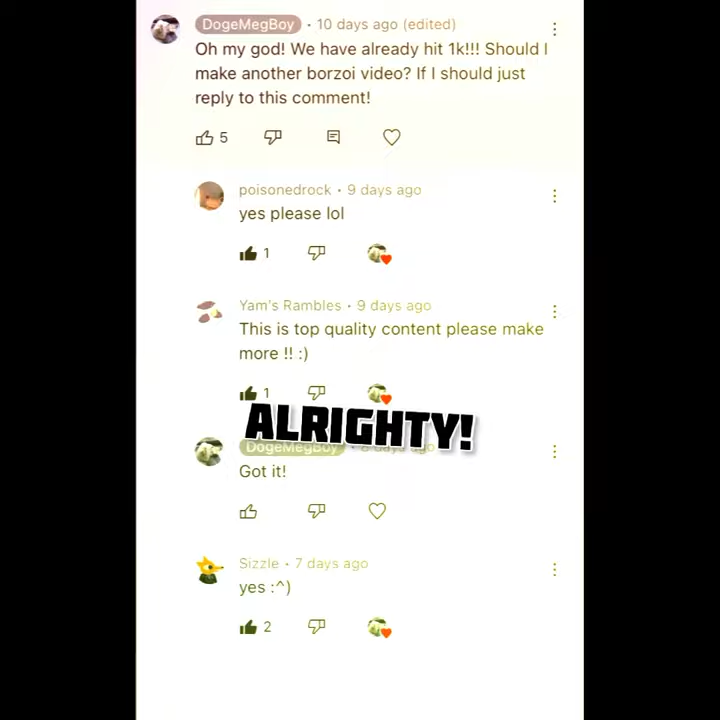 DogeMegBoy • 10 days ago (edited)
Oh my god! We have already hit 1k!!! Should I
make another borzoi video? If I should just
reply to this comment!
5
poisonedrock • 9 days ago
yes please lol
1
Yam's Rambles • 9 days ago
This is top quality content please make
more !! :)
1
ALRIGHTY!
DogeMegBoy • 8 days ago
Got it!
Sizzle • 7 days ago
yes :^)
2